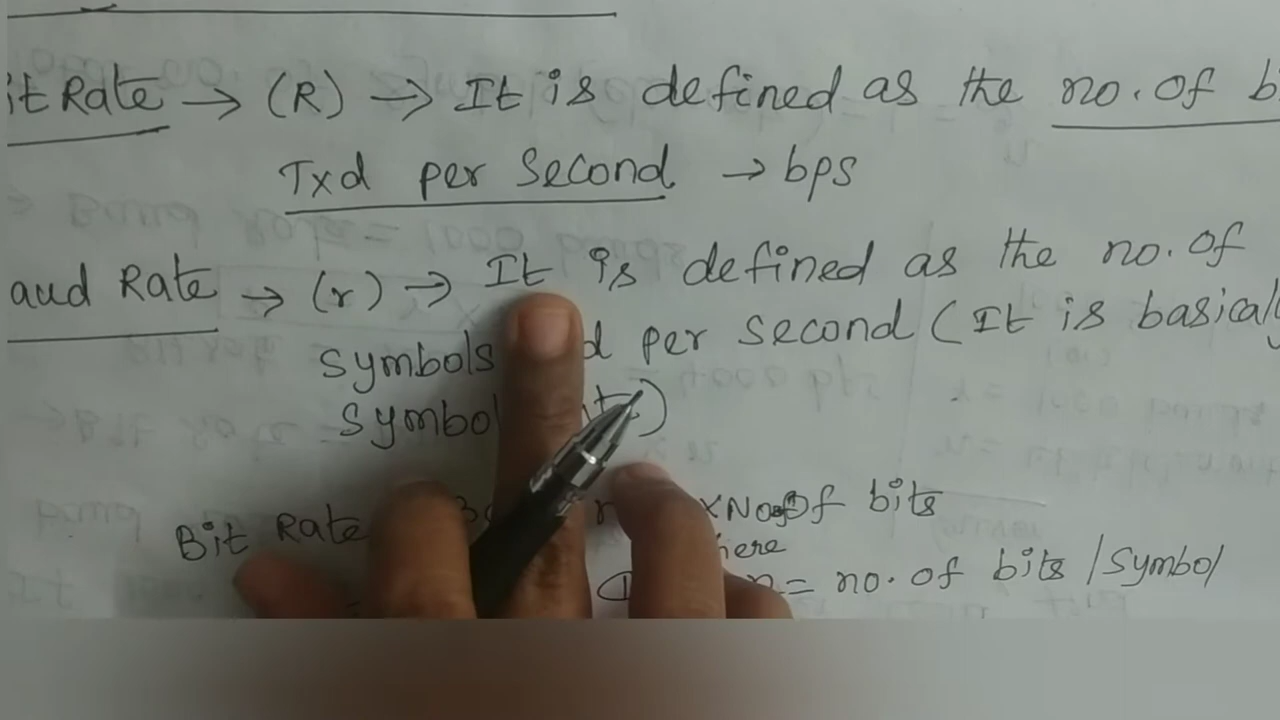 it Rate → (R) → It is defined as the no. of b
Txd per second → bps
aud Rate → (r) → It is defined as the no. of
symbols d per second (It is basical
symbo
Bit Rate × No. of bits
here
n = no. of bits / symbol